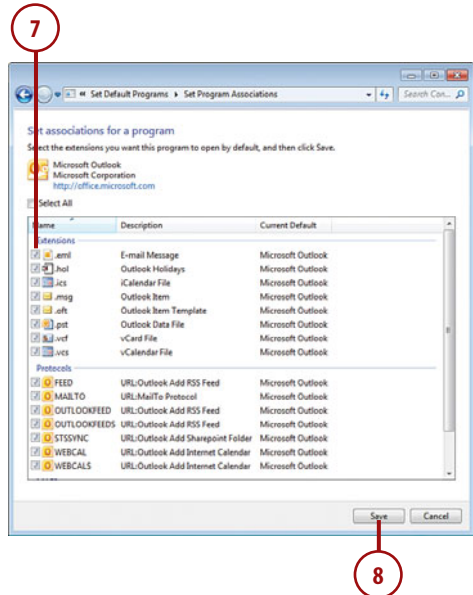 7
Set Default Programs Set Program Associations
Search Con...
Set associations for a program
Select the extensions you want this program to open by default, and then click Save.
Microsoft Outlook
Microsoft Corporation
http://office.microsoft.com
Select All
Name Description Current Default
Extensions
.eml E-mail Message Microsoft Outlook
.hol Outlook Holidays Microsoft Outlook
.ics iCalendar File Microsoft Outlook
.msg Outlook Item Microsoft Outlook
.oft Outlook Item Template Microsoft Outlook
.pst Outlook Data File Microsoft Outlook
.vcf vCard File Microsoft Outlook
.vcs vCalendar File Microsoft Outlook
Protocols
FEED URL:Outlook Add RSS Feed Microsoft Outlook
MAILTO URL:MailTo Protocol Microsoft Outlook
OUTLOOKFEED URL:Outlook Add RSS Feed Microsoft Outlook
OUTLOOKFEEDS URL:Outlook Add RSS Feed Microsoft Outlook
STSSYNC URL:Outlook Add Sharepoint Folder Microsoft Outlook
WEBCAL URL:Outlook Add Internet Calendar Microsoft Outlook
WEBCALS URL:Outlook Add Internet Calendar Microsoft Outlook
Save Cancel
8